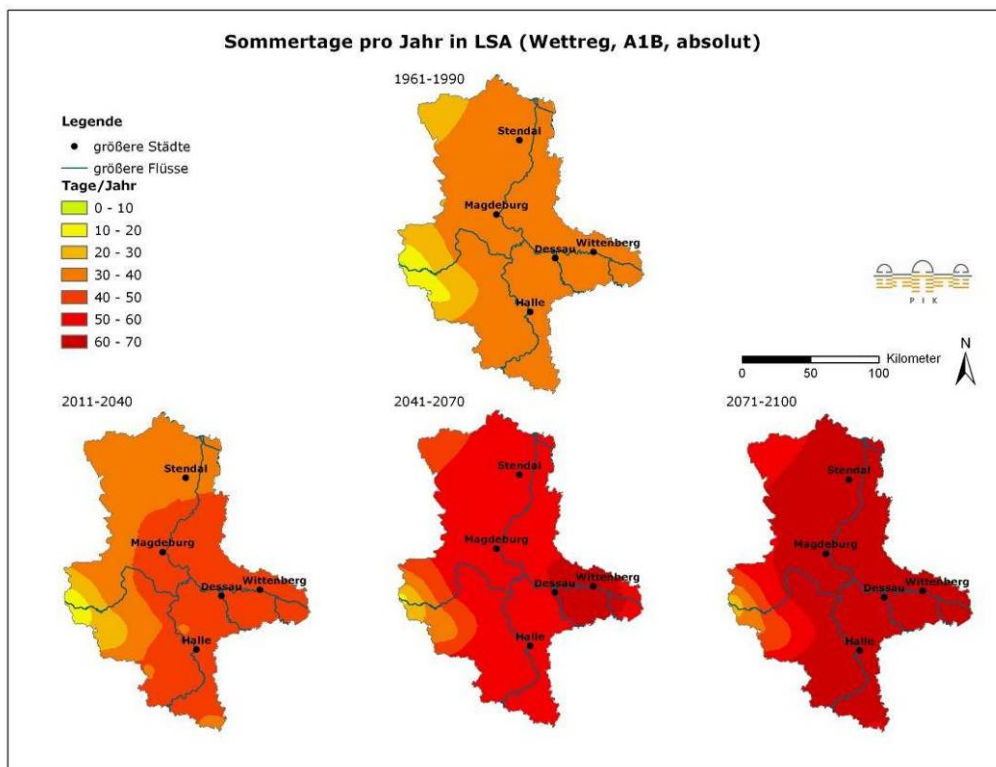 Sommertage pro Jahr in LSA (Wettreg, A1B, absolut)
1961-1990
Legende
größere Städte
größere Flüsse
Tage/Jahr
0 - 10
10 - 20
20 - 30
30 - 40
40 - 50
50 - 60
60 - 70
Stendal
Magdeburg
Dessau
Wittenberg
Halle
P I K
Kilometer
0 50 100
N
2011-2040
Stendal
Magdeburg
Dessau
Wittenberg
Halle
2041-2070
Stendal
Magdeburg
Dessau
Wittenberg
Halle
2071-2100
Stendal
Magdeburg
Dessau
Wittenberg
Halle